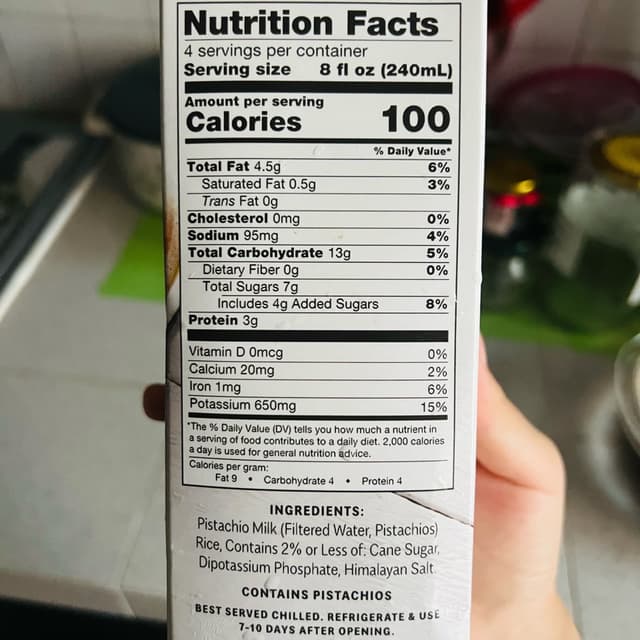 Nutrition Facts
4 servings per container
Serving size 8 fl oz (240mL)
Amount per serving
Calories 100
% Daily Value*
Total Fat 4.5g 6%
Saturated Fat 0.5g 3%
Trans Fat 0g
Cholesterol 0mg 0%
Sodium 95mg 4%
Total Carbohydrate 13g 5%
Dietary Fiber 0g 0%
Total Sugars 7g
Includes 4g Added Sugars 8%
Protein 3g
Vitamin D 0mcg 0%
Calcium 20mg 2%
Iron 1mg 6%
Potassium 650mg 15%
*The % Daily Value (DV) tells you how much a nutrient in
a serving of food contributes to a daily diet. 2,000 calories
a day is used for general nutrition advice.
Calories per gram:
Fat 9 • Carbohydrate 4 • Protein 4
INGREDIENTS:
Pistachio Milk (Filtered Water, Pistachios)
Rice, Contains 2% or Less of: Cane Sugar,
Dipotassium Phosphate, Himalayan Salt.
CONTAINS PISTACHIOS
BEST SERVED CHILLED. REFRIGERATE & USE
7-10 DAYS AFTER OPENING.